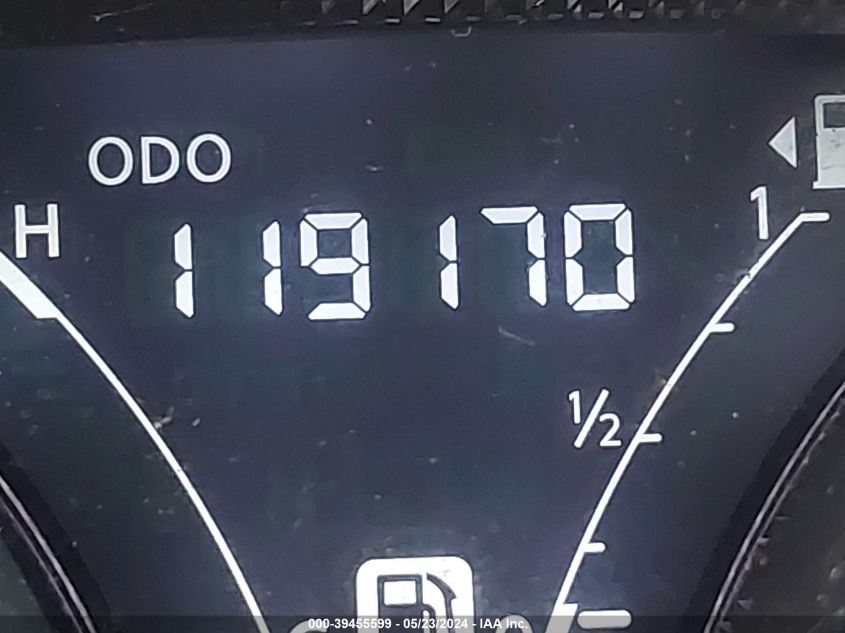 ODO
H
119170
1
1/2
000-39455599 - 05/23/2024 - IAA Inc.